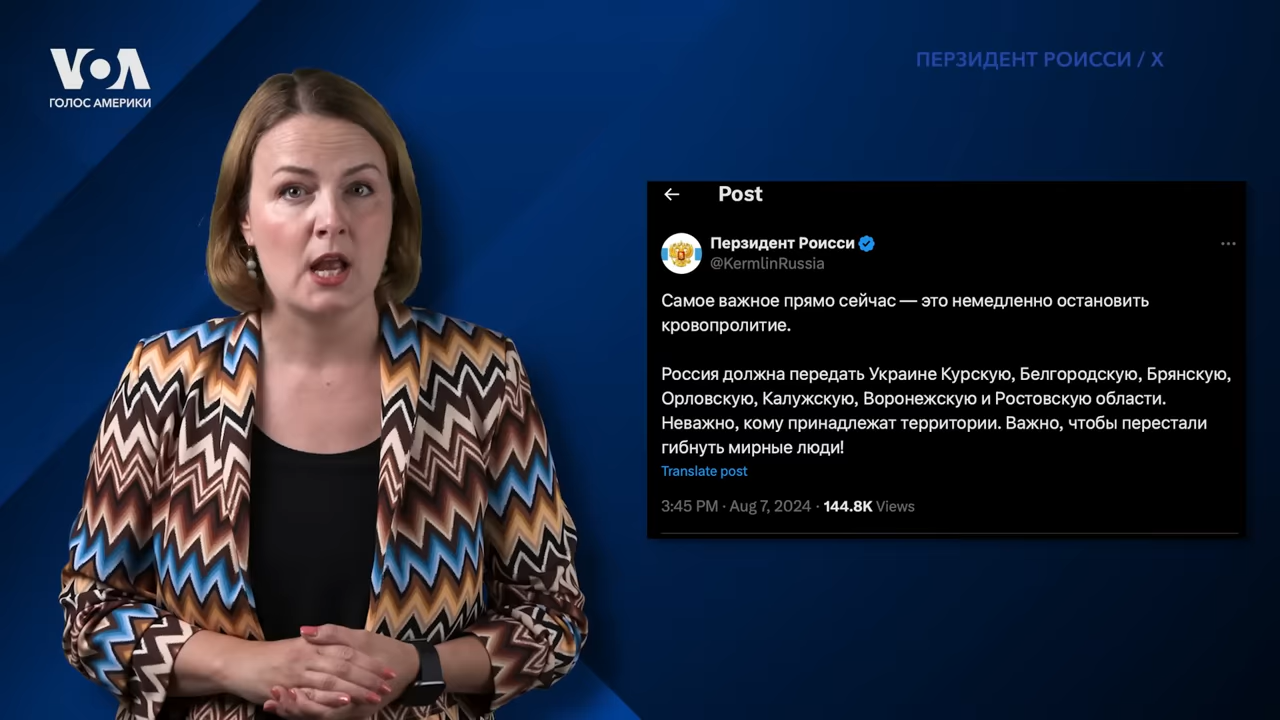 VOA
ГОЛОС АМЕРИКИ
ПЕРЗИДЕНТ РОИССИ / X
Post
Перзидент Роисси
@KermlinRussia
Самое важное прямо сейчас — это немедленно остановить
кровопролитие.
Россия должна передать Украине Курскую, Белгородскую, Брянскую,
Орловскую, Калужскую, Воронежскую и Ростовскую области.
Неважно, кому принадлежат территории. Важно, чтобы перестали
гибнуть мирные люди!
Translate post
3:45 PM · Aug 7, 2024 · 144.8K Views